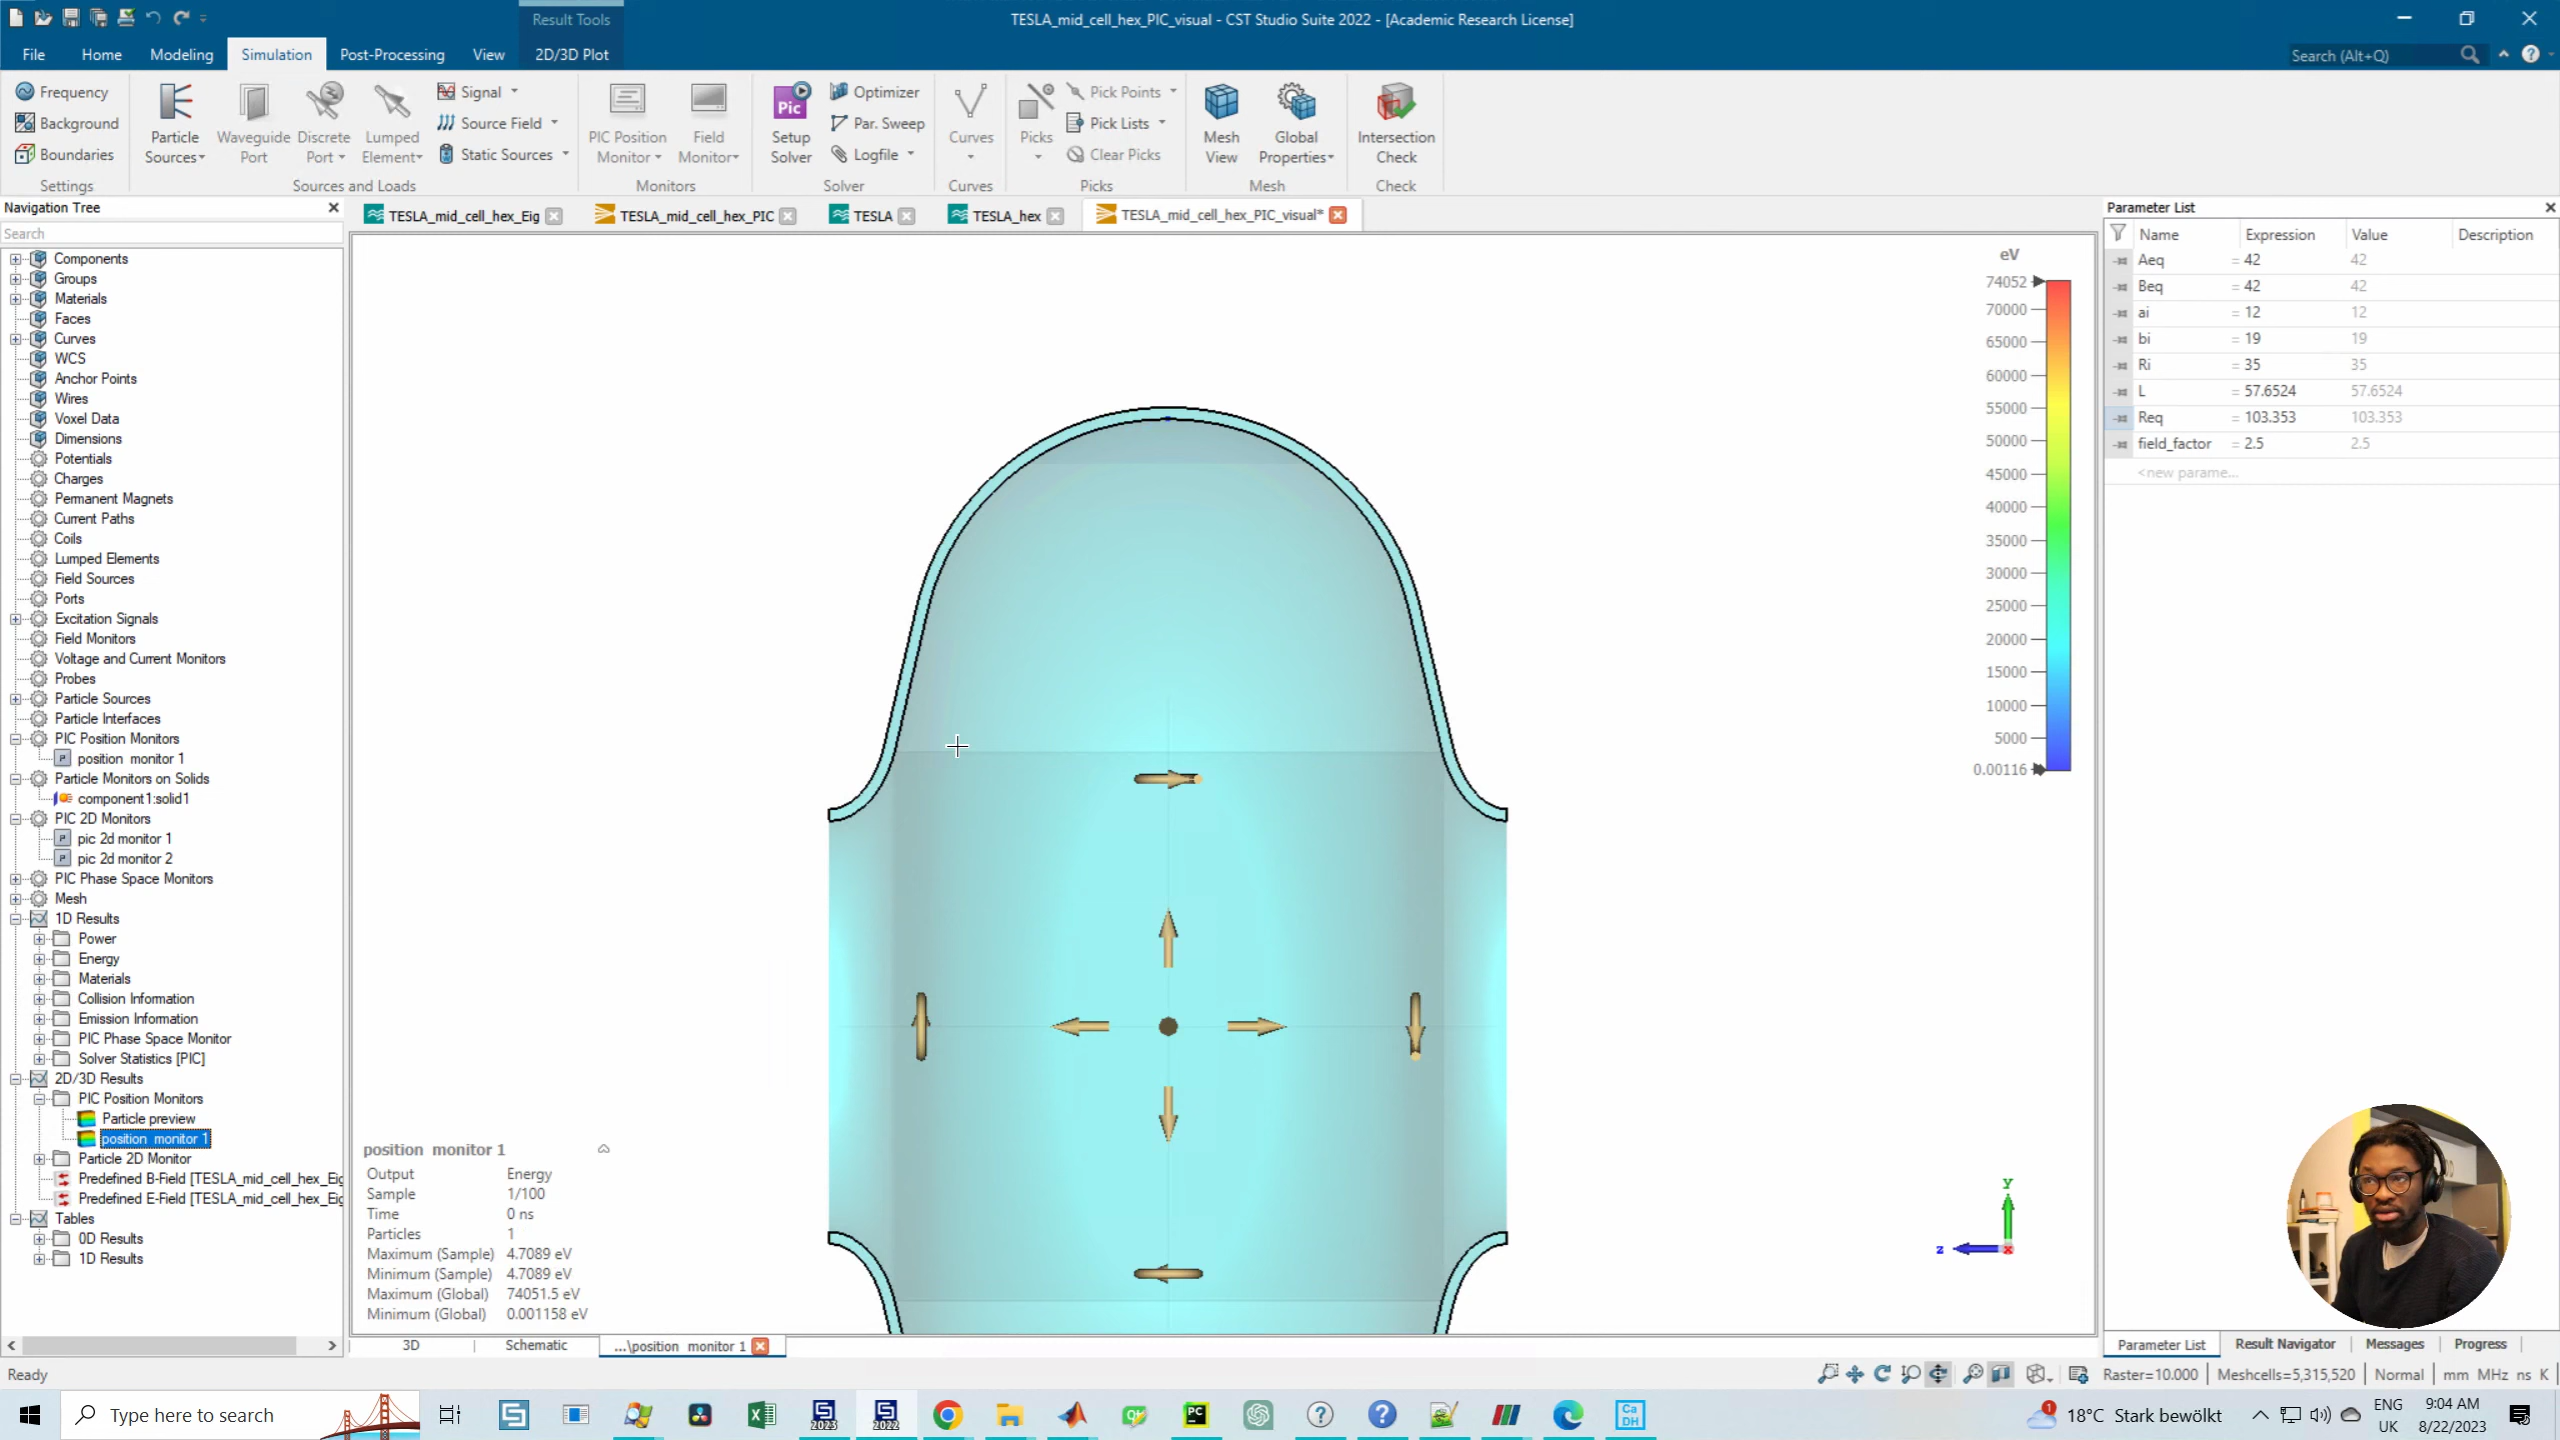 Result Tools
TESLA_mid_cell_hex_PIC_visual - CST Studio Suite 2022 - [Academic Research License]
File Home Modeling Simulation Post-Processing View 2D/3D Plot
Search (Alt+Q)
Frequency
Background
Boundaries
Settings
Particle Sources
Waveguide Port
Discrete Port
Lumped Element
Signal
Source Field
Static Sources
Sources and Loads
PIC Position Monitor
Field Monitor
Monitors
Pic
Setup Solver
Optimizer
Par. Sweep
Logfile
Solver
Curves
Curves
Picks
Pick Points
Pick Lists
Clear Picks
Picks
Mesh View
Global Properties
Mesh
Intersection Check
Check
Navigation Tree
Search
Components
Groups
Materials
Faces
Curves
WCS
Anchor Points
Wires
Voxel Data
Dimensions
Potentials
Charges
Permanent Magnets
Current Paths
Coils
Lumped Elements
Field Sources
Ports
Excitation Signals
Field Monitors
Voltage and Current Monitors
Probes
Particle Sources
Particle Interfaces
PIC Position Monitors
position monitor 1
Particle Monitors on Solids
component1:solid1
PIC 2D Monitors
pic 2d monitor 1
pic 2d monitor 2
PIC Phase Space Monitors
Mesh
1D Results
Power
Energy
Materials
Collision Information
Emission Information
PIC Phase Space Monitor
Solver Statistics [PIC]
2D/3D Results
PIC Position Monitors
Particle preview
position monitor 1
Particle 2D Monitor
Predefined B-Field [TESLA_mid_cell_hex_Eig
Predefined E-Field [TESLA_mid_cell_hex_Eig
Tables
0D Results
1D Results
TESLA_mid_cell_hex_Eig TESLA_mid_cell_hex_PIC TESLA TESLA_hex TESLA_mid_cell_hex_PIC_visual*
eV
74052
70000
65000
60000
55000
50000
45000
40000
35000
30000
25000
20000
15000
10000
5000
0.00116
y
z
x
position monitor 1
Output Energy
Sample 1/100
Time 0 ns
Particles 1
Maximum (Sample) 4.7089 eV
Minimum (Sample) 4.7089 eV
Maximum (Global) 74051.5 eV
Minimum (Global) 0.001158 eV
3D Schematic ...\position monitor 1
Parameter List
Name Expression Value Description
Aeq = 42 42
Beq = 42 42
ai = 12 12
bi = 19 19
Ri = 35 35
L = 57.6524 57.6524
Req = 103.353 103.353
field_factor = 2.5 2.5
<new parame...
Parameter List Result Navigator Messages Progress
Ready
Raster=10.000 Meshcells=5,315,520 Normal mm MHz ns K
Type here to search
2023
2022
PC
Ca DH
1
18°C Stark bewölkt
ENG UK
9:04 AM
8/22/2023